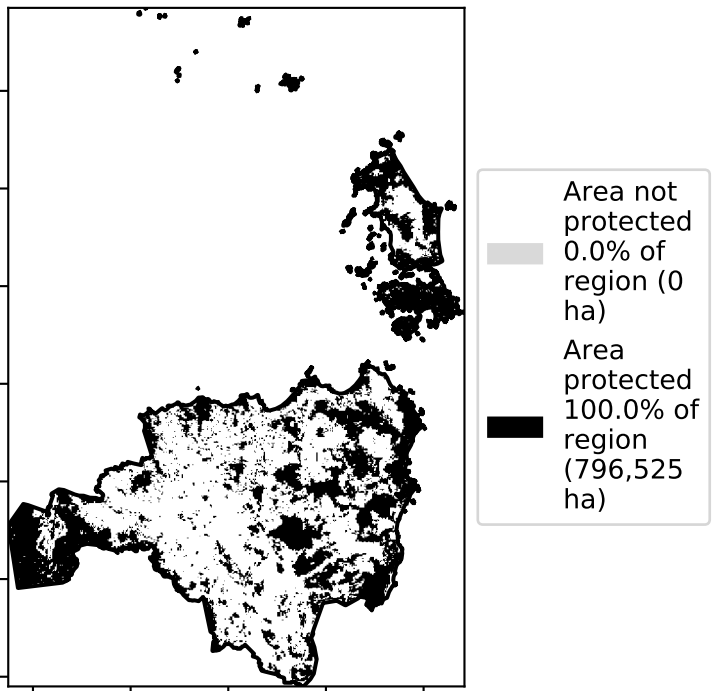 Area not
protected
0.0% of
region (0
ha)
Area
protected
100.0% of
region
(796,525
ha)